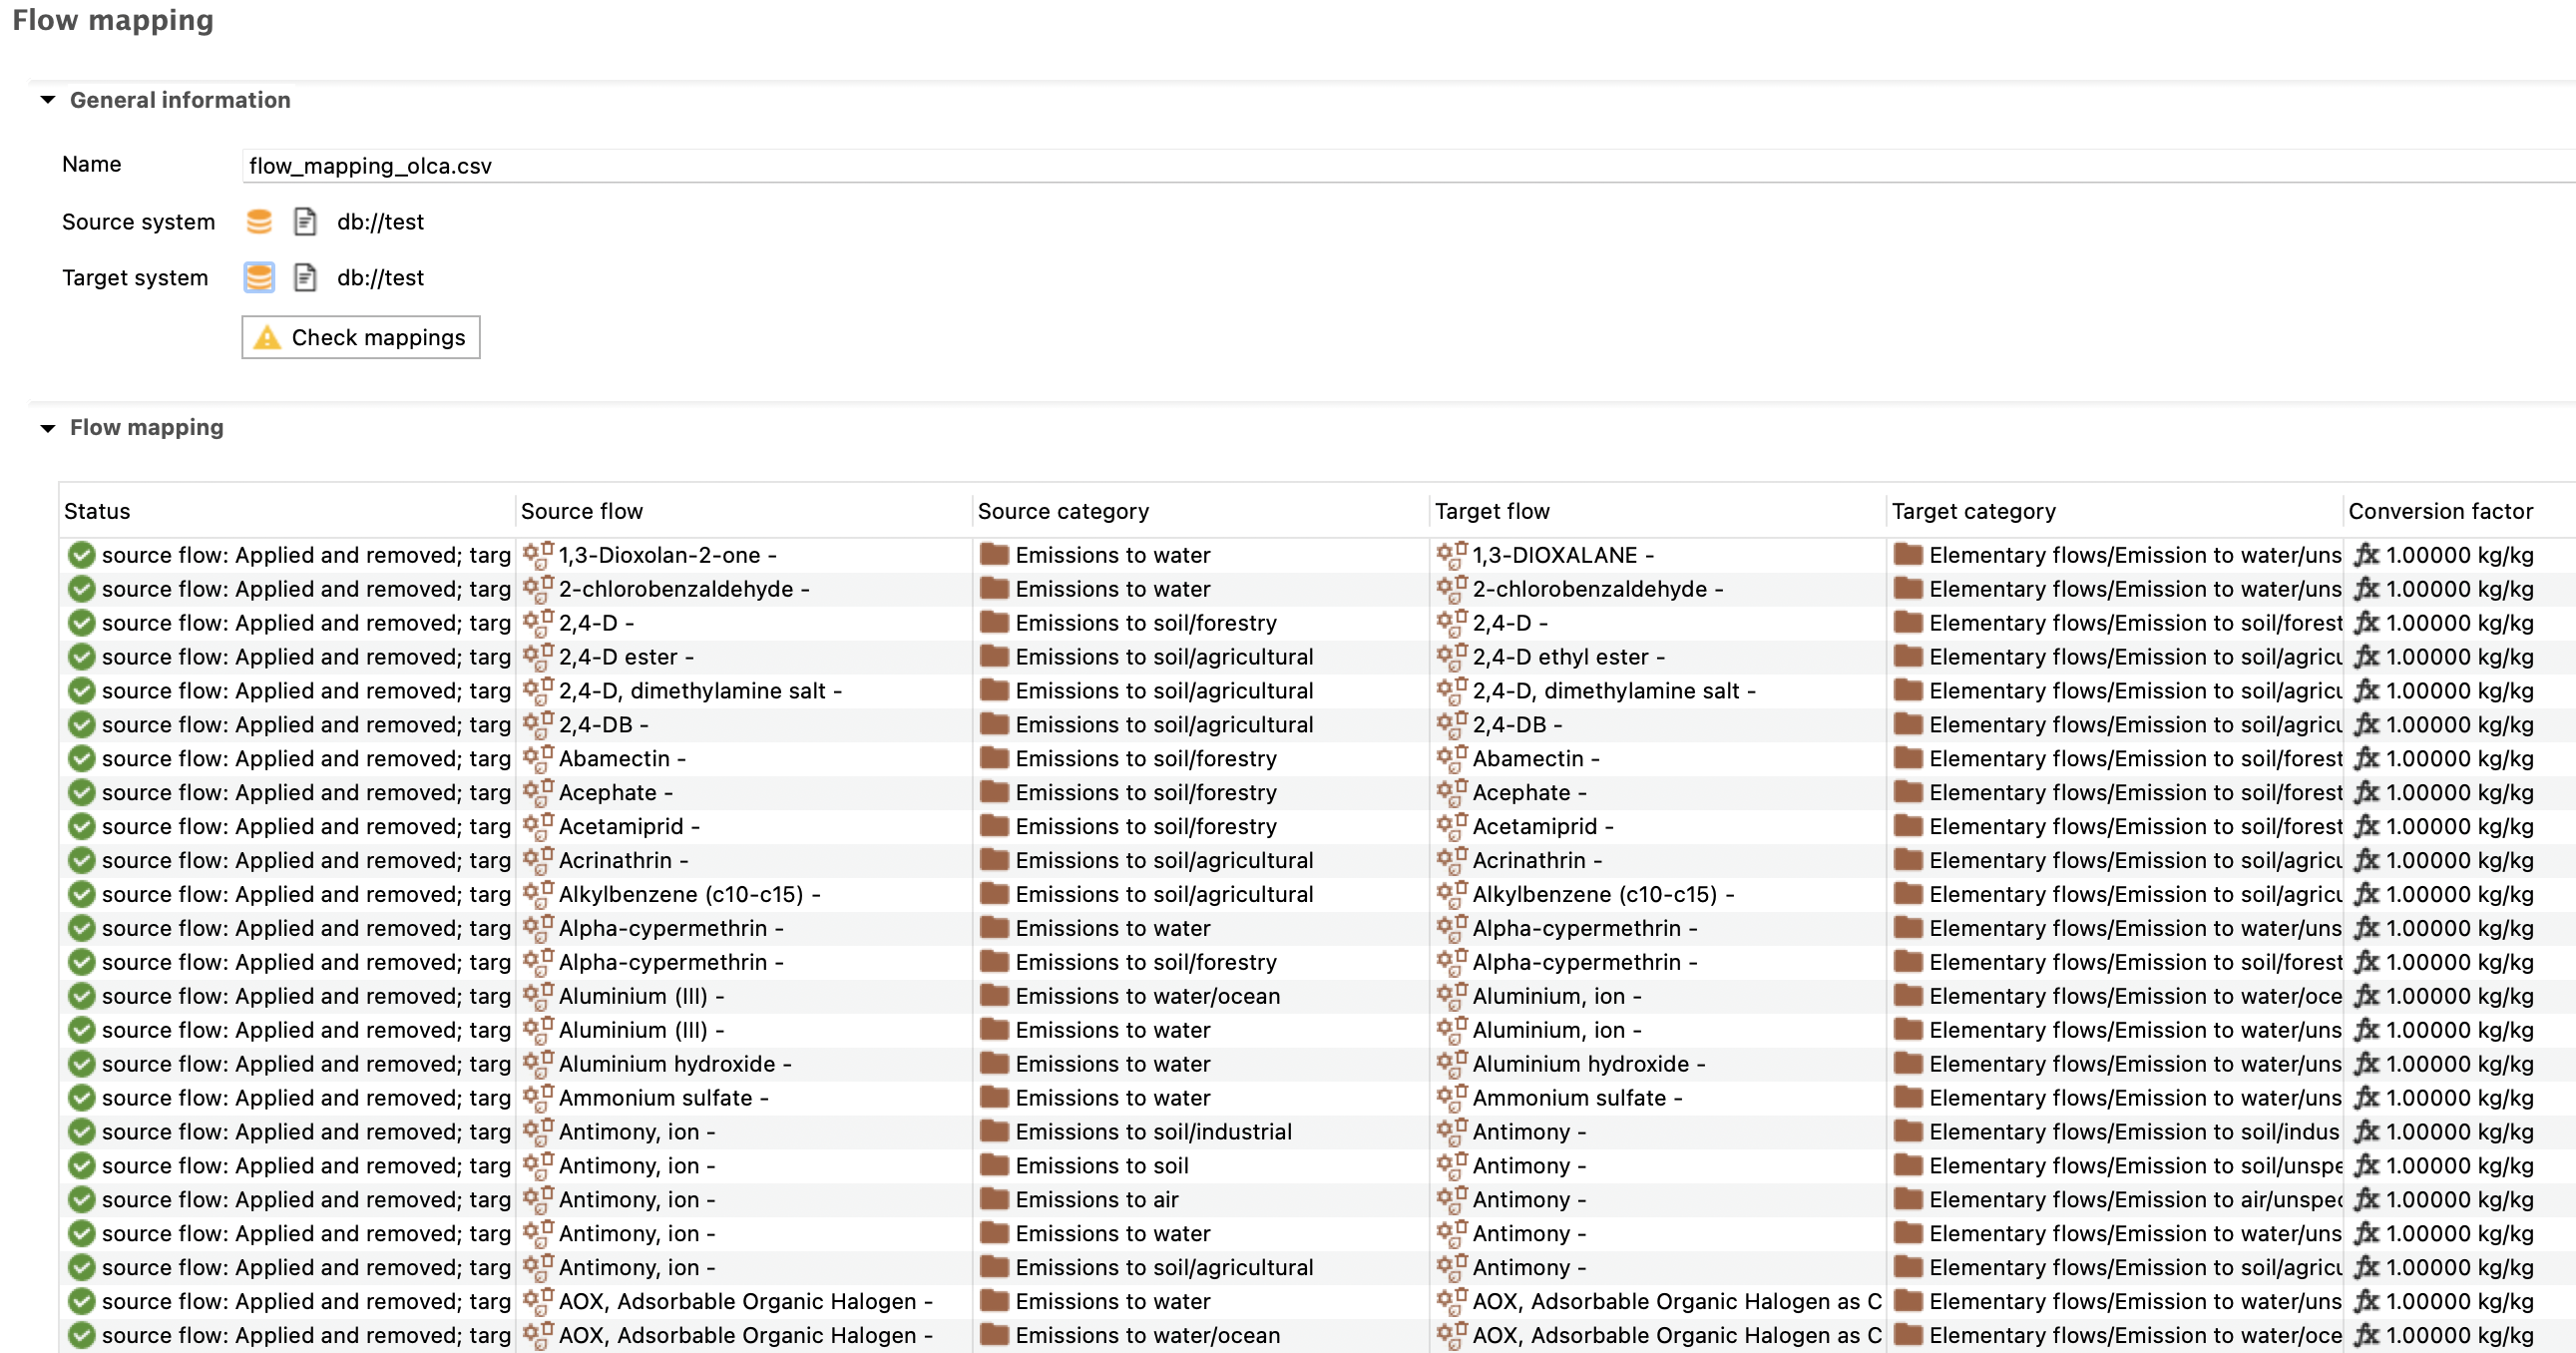 Flow mapping
General information
Name flow_mapping_olca.csv
Source system db://test
Target system db://test
Check mappings
Flow mapping
Status Source flow Source category Target flow Target category Conversion factor
source flow: Applied and removed; targ 1,3-Dioxolan-2-one - Emissions to water 1,3-DIOXALANE - Elementary flows/Emission to water/uns fx 1.00000 kg/kg
source flow: Applied and removed; targ 2-chlorobenzaldehyde - Emissions to water 2-chlorobenzaldehyde - Elementary flows/Emission to water/uns fx 1.00000 kg/kg
source flow: Applied and removed; targ 2,4-D - Emissions to soil/forestry 2,4-D - Elementary flows/Emission to soil/forest fx 1.00000 kg/kg
source flow: Applied and removed; targ 2,4-D ester - Emissions to soil/agricultural 2,4-D ethyl ester - Elementary flows/Emission to soil/agricu fx 1.00000 kg/kg
source flow: Applied and removed; targ 2,4-D, dimethylamine salt - Emissions to soil/agricultural 2,4-D, dimethylamine salt - Elementary flows/Emission to soil/agricu fx 1.00000 kg/kg
source flow: Applied and removed; targ 2,4-DB - Emissions to soil/agricultural 2,4-DB - Elementary flows/Emission to soil/agricu fx 1.00000 kg/kg
source flow: Applied and removed; targ Abamectin - Emissions to soil/forestry Abamectin - Elementary flows/Emission to soil/forest fx 1.00000 kg/kg
source flow: Applied and removed; targ Acephate - Emissions to soil/forestry Acephate - Elementary flows/Emission to soil/forest fx 1.00000 kg/kg
source flow: Applied and removed; targ Acetamiprid - Emissions to soil/forestry Acetamiprid - Elementary flows/Emission to soil/forest fx 1.00000 kg/kg
source flow: Applied and removed; targ Acrinathrin - Emissions to soil/agricultural Acrinathrin - Elementary flows/Emission to soil/agricu fx 1.00000 kg/kg
source flow: Applied and removed; targ Alkylbenzene (c10-c15) - Emissions to soil/agricultural Alkylbenzene (c10-c15) - Elementary flows/Emission to soil/agricu fx 1.00000 kg/kg
source flow: Applied and removed; targ Alpha-cypermethrin - Emissions to water Alpha-cypermethrin - Elementary flows/Emission to water/uns fx 1.00000 kg/kg
source flow: Applied and removed; targ Alpha-cypermethrin - Emissions to soil/forestry Alpha-cypermethrin - Elementary flows/Emission to soil/forest fx 1.00000 kg/kg
source flow: Applied and removed; targ Aluminium (III) - Emissions to water/ocean Aluminium, ion - Elementary flows/Emission to water/oce fx 1.00000 kg/kg
source flow: Applied and removed; targ Aluminium (III) - Emissions to water Aluminium, ion - Elementary flows/Emission to water/uns fx 1.00000 kg/kg
source flow: Applied and removed; targ Aluminium hydroxide - Emissions to water Aluminium hydroxide - Elementary flows/Emission to water/uns fx 1.00000 kg/kg
source flow: Applied and removed; targ Ammonium sulfate - Emissions to water Ammonium sulfate - Elementary flows/Emission to water/uns fx 1.00000 kg/kg
source flow: Applied and removed; targ Antimony, ion - Emissions to soil/industrial Antimony - Elementary flows/Emission to soil/indus fx 1.00000 kg/kg
source flow: Applied and removed; targ Antimony, ion - Emissions to soil Antimony - Elementary flows/Emission to soil/unspe fx 1.00000 kg/kg
source flow: Applied and removed; targ Antimony, ion - Emissions to air Antimony - Elementary flows/Emission to air/unspec fx 1.00000 kg/kg
source flow: Applied and removed; targ Antimony, ion - Emissions to water Antimony - Elementary flows/Emission to water/uns fx 1.00000 kg/kg
source flow: Applied and removed; targ Antimony, ion - Emissions to soil/agricultural Antimony - Elementary flows/Emission to soil/agricu fx 1.00000 kg/kg
source flow: Applied and removed; targ AOX, Adsorbable Organic Halogen - Emissions to water AOX, Adsorbable Organic Halogen as C Elementary flows/Emission to water/uns fx 1.00000 kg/kg
source flow: Applied and removed; targ AOX, Adsorbable Organic Halogen - Emissions to water/ocean AOX, Adsorbable Organic Halogen as C Elementary flows/Emission to water/oce fx 1.00000 kg/kg